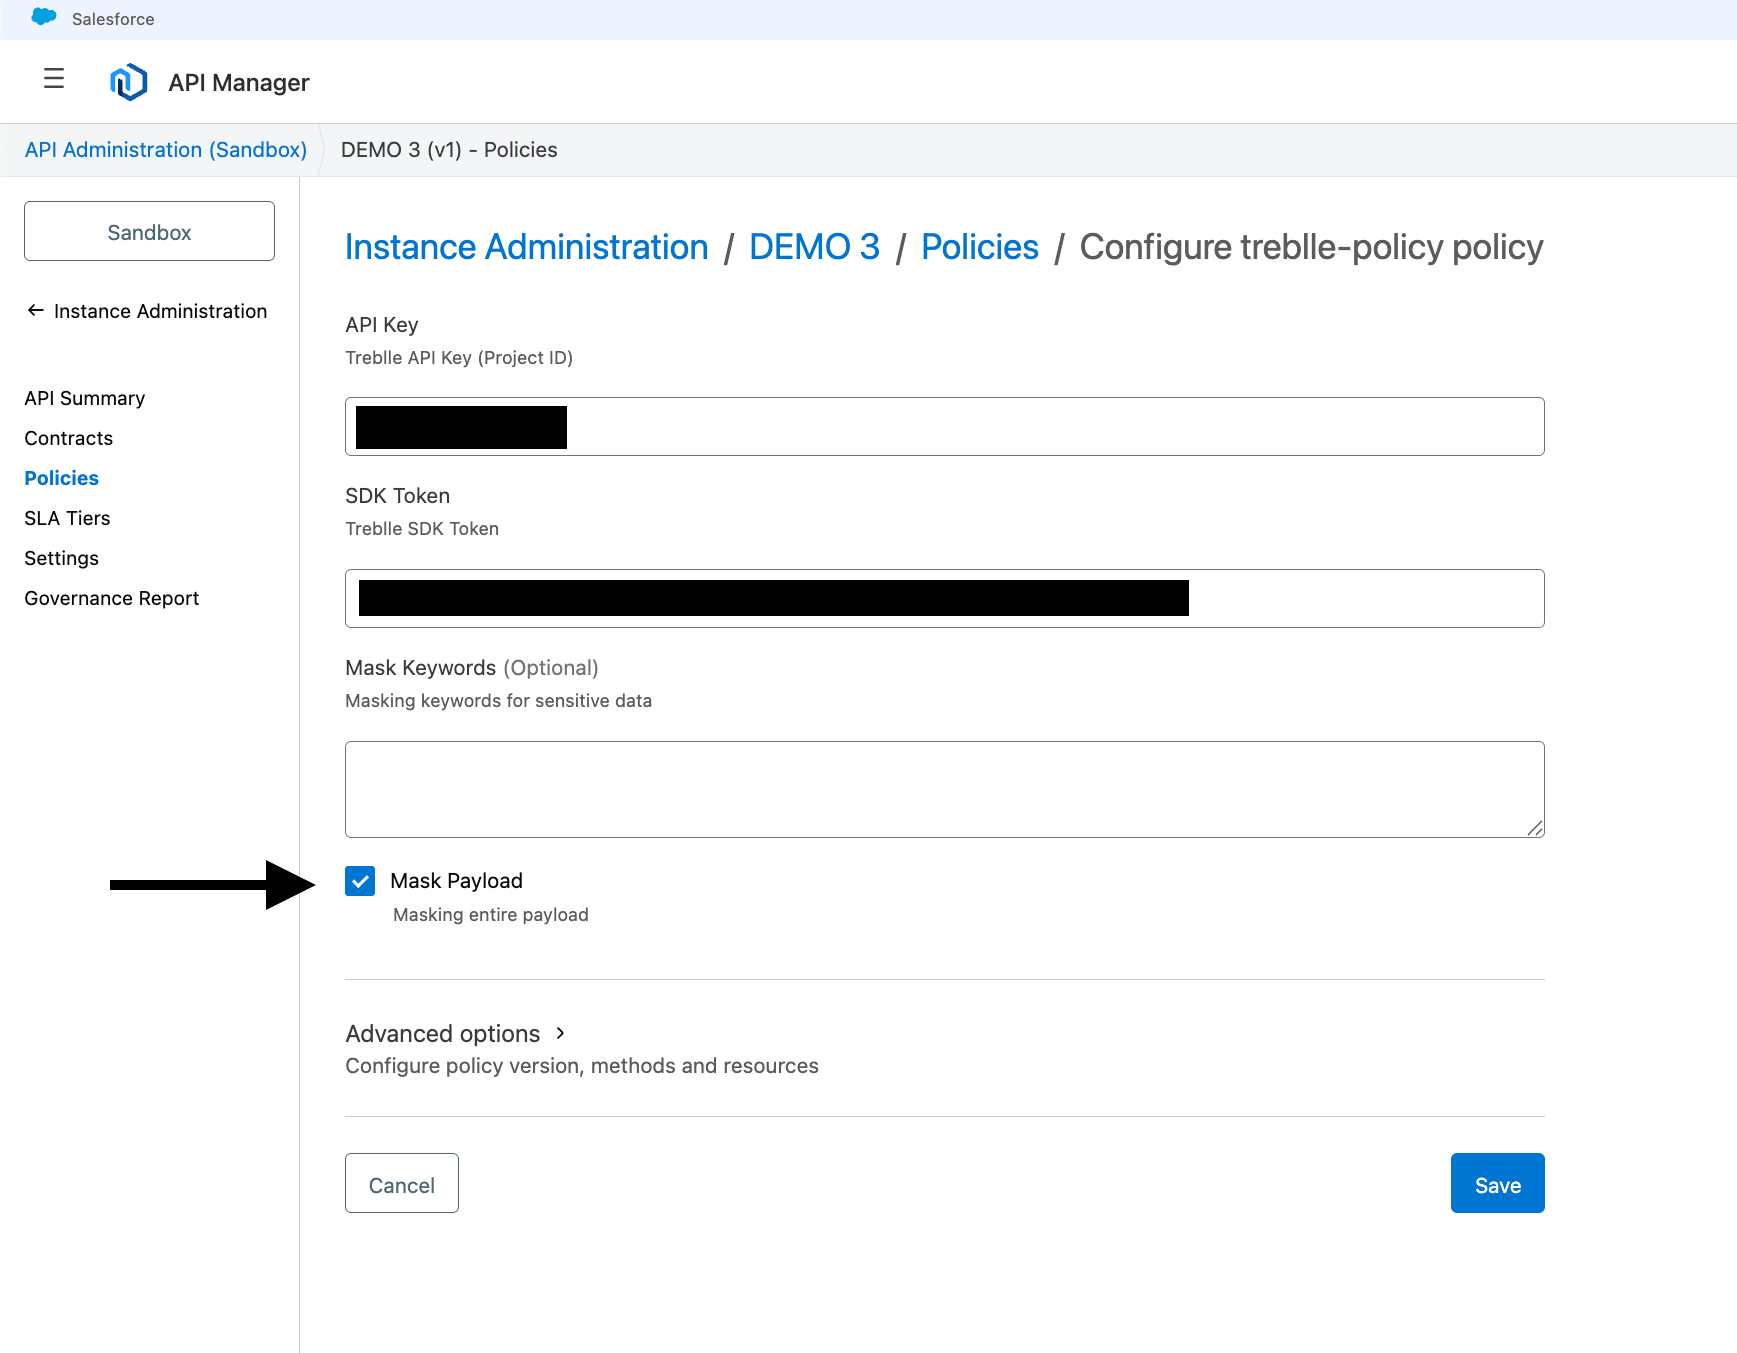 Salesforce
API Manager
API Administration (Sandbox)
DEMO 3 (v1) - Policies
Sandbox
Instance Administration
API Summary
Contracts
Policies
SLA Tiers
Settings
Governance Report
Instance Administration / DEMO 3 / Policies / Configure treblle-policy policy
API Key
Treblle API Key (Project ID)
SDK Token
Treblle SDK Token
Mask Keywords (Optional)
Masking keywords for sensitive data
Mask Payload
Masking entire payload
Advanced options
Configure policy version, methods and resources
Cancel
Save